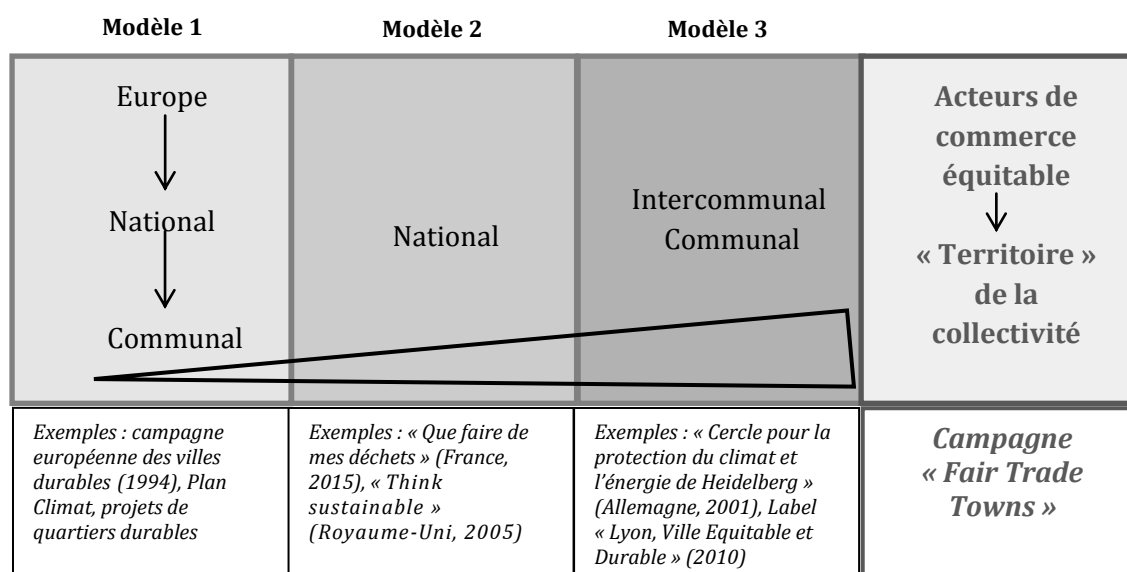 Modèle 1
Modèle 2
Modèle 3
Europe
National
Communal
National
Intercommunal
Communal
Acteurs de
commerce
équitable
« Territoire »
de la
collectivité
Exemples : campagne
européenne des villes
durables (1994), Plan
Climat, projets de
quartiers durables
Exemples : « Que faire de
mes déchets » (France,
2015), « Think
sustainable »
(Royaume-Uni, 2005)
Exemples : « Cercle pour la
protection du climat et
l’énergie de Heidelberg »
(Allemagne, 2001), Label
« Lyon, Ville Equitable et
Durable » (2010)
Campagne
« Fair Trade
Towns »